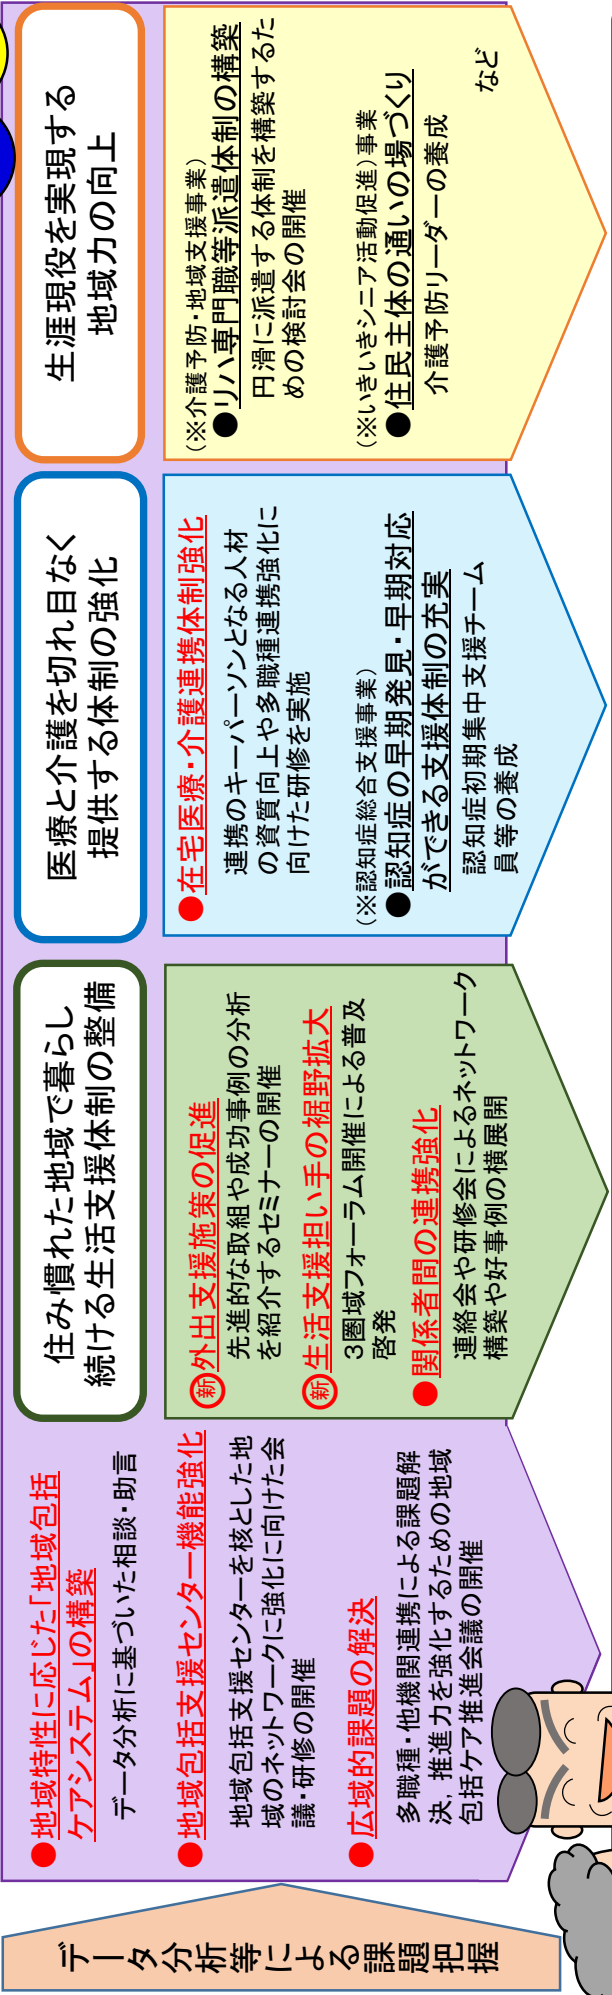 データ分析等による課題把握
●地域特性に応じた「地域包括
ケアシステム」の構築
データ分析に基づいた相談・助言
●地域包括支援センター機能強化
地域包括支援センターを核とした地
域のネットワークに強化に向けた会
議・研修の開催
●広域的課題の解決
多職種・他機関連携による課題解
決，推進力を強化するための地域
包括ケア推進会議の開催
住み慣れた地域で暮らし
続ける生活支援体制の整備
㊟外出支援施策の促進
先進的な取組や成功事例の分析
を紹介するセミナーの開催
新生活支援担い手の裾野拡大
３圏域フォーラム開催による普及
啓発
●関係者間の連携強化
連絡会や研修会によるネットワーク
構築や好事例の横展開
医療と介護を切れ目なく
提供する体制の強化
●在宅医療・介護連携体制強化
連携のキーパーソンとなる人材
の資質向上や多職種連携強化に
向けた研修を実施
（※認知症総合支援事業）
●認知症の早期発見・早期対応
ができる支援体制の充実
認知症初期集中支援チーム
員等の養成
生涯現役を実現する
地域力の向上
（※介護予防・地域支援事業）
●リハ専門職等派遣体制の構築
円滑に派遣する体制を構築するた
めの検討会の開催
（※いきいきシニア活動促進）事業
●住民主体の通いの場づくり
介護予防リーダーの養成
など